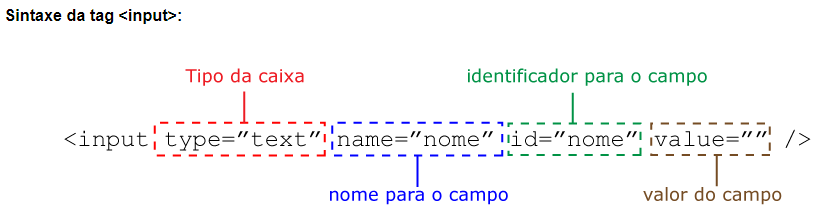 Sintaxe da tag <input>:
Tipo da caixa
identificador para o campo
<input type=”text” name=”nome” id=”nome” value=”” />
nome para o campo
valor do campo